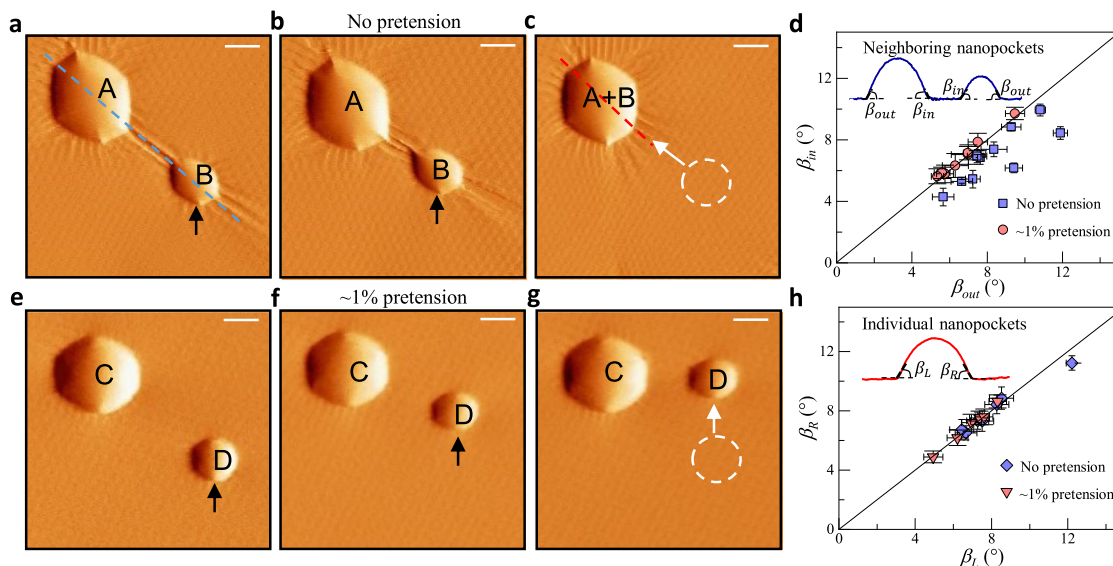 a
b
No pretension
c
d
A
B
A
B
A+B
Neighboring nanopockets
β_out
β_in
β_in
β_out
No pretension
~1% pretension
β_in (°)
12
8
4
0
4
8
12
β_out (°)
e
f
~1% pretension
g
h
C
D
C
D
C
D
Individual nanopockets
β_L
β_R
No pretension
~1% pretension
β_R (°)
12
8
4
0
0
4
6
8
10
12
β_L (°)